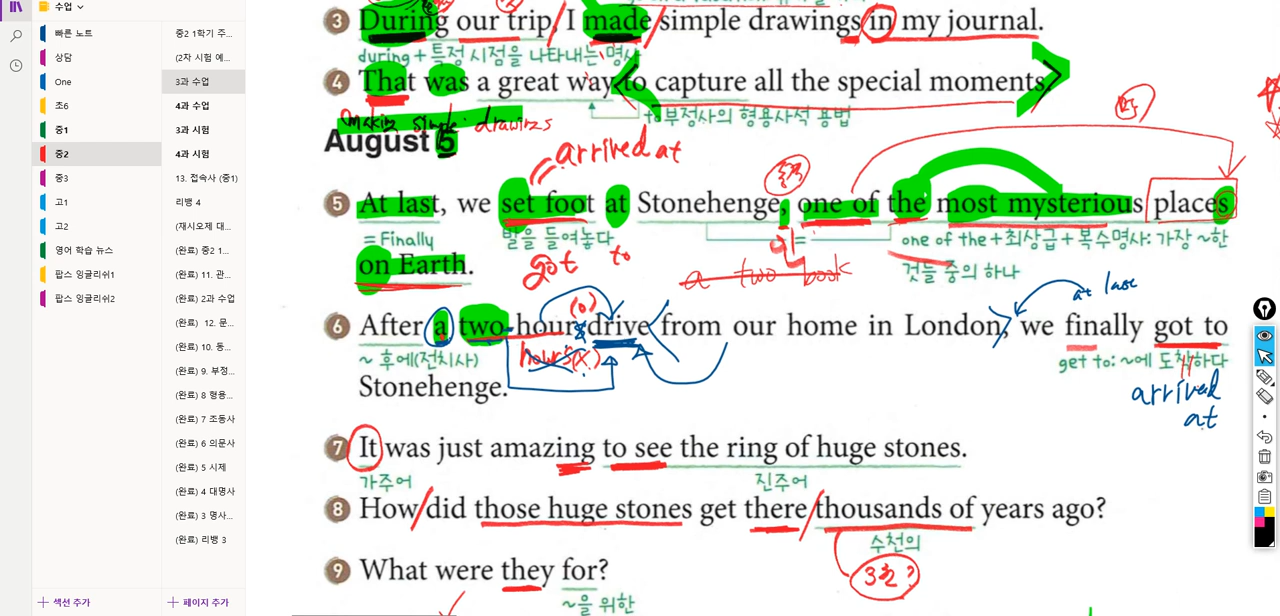 수업
빠른 노트
상담
One
초6
중1
중2
중3
고1
고2
영어 학습 뉴스
팝스 잉글리쉬1
팝스 잉글리쉬2
섹션 추가
중2 1학기 주...
(2차 시험 예...
3과 수업
4과 수업
3과 시험
4과 시험
13. 접속사 (중1)
리뱅 4
(재시오제 대...
(완료) 중2 1...
(완료) 11. 관...
(완료) 2과 수업
(완료) 12. 문...
(완료) 10. 동...
(완료) 9. 부정...
(완료) 8 형용...
(완료) 7 조동사
(완료) 6 의문사
(완료) 5 시제
(완료) 4 대명사
(완료) 3 명사...
(완료) 리뱅 3
페이지 추가
3 During our trip, I made simple drawings in my journal.
during + 특정 시점을 나타내는 명사
4 That was a great way to capture all the special moments.
to부정사의 형용사적 용법
making simple drawings
August 5
arrived at
5 At last, we set foot at Stonehenge, one of the most mysterious places
= Finally 발을 들여놓다 = one of the+최상급+복수명사: 가장 ~한
것들 중의 하나
on Earth.
got to
a two book
(o)
at last
6 After a two-hour drive from our home in London, we finally got to
~ 후에(전치사) hours(x) get to: ~에 도착하다
Stonehenge.
arrived
at
7 It was just amazing to see the ring of huge stones.
가주어 진주어
8 How did those huge stones get there thousands of years ago?
수천의
9 What were they for?
~을 위한